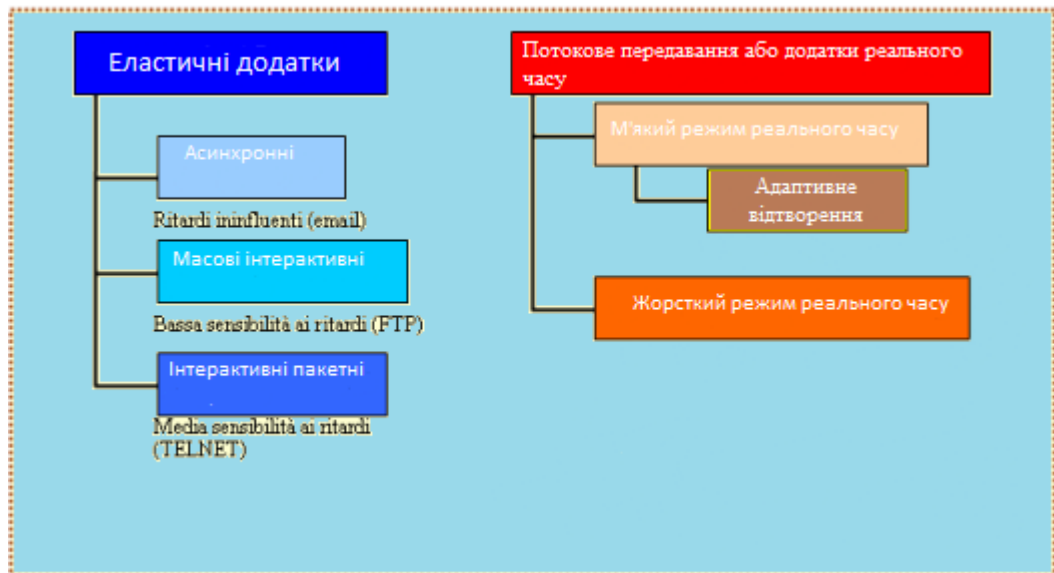 Еластичні додатки
Асинхронні
Ritardi ininfluenti (email)
Масові інтерактивні
Bassa sensibilità ai ritardi (FTP)
Інтерактивні пакетні
Media sensibilità ai ritardi
(TELNET)
Потокове передавання або додатки реального
часу
М'який режим реального часу
Адаптивне
відтворення
Жорсткий режим реального часу